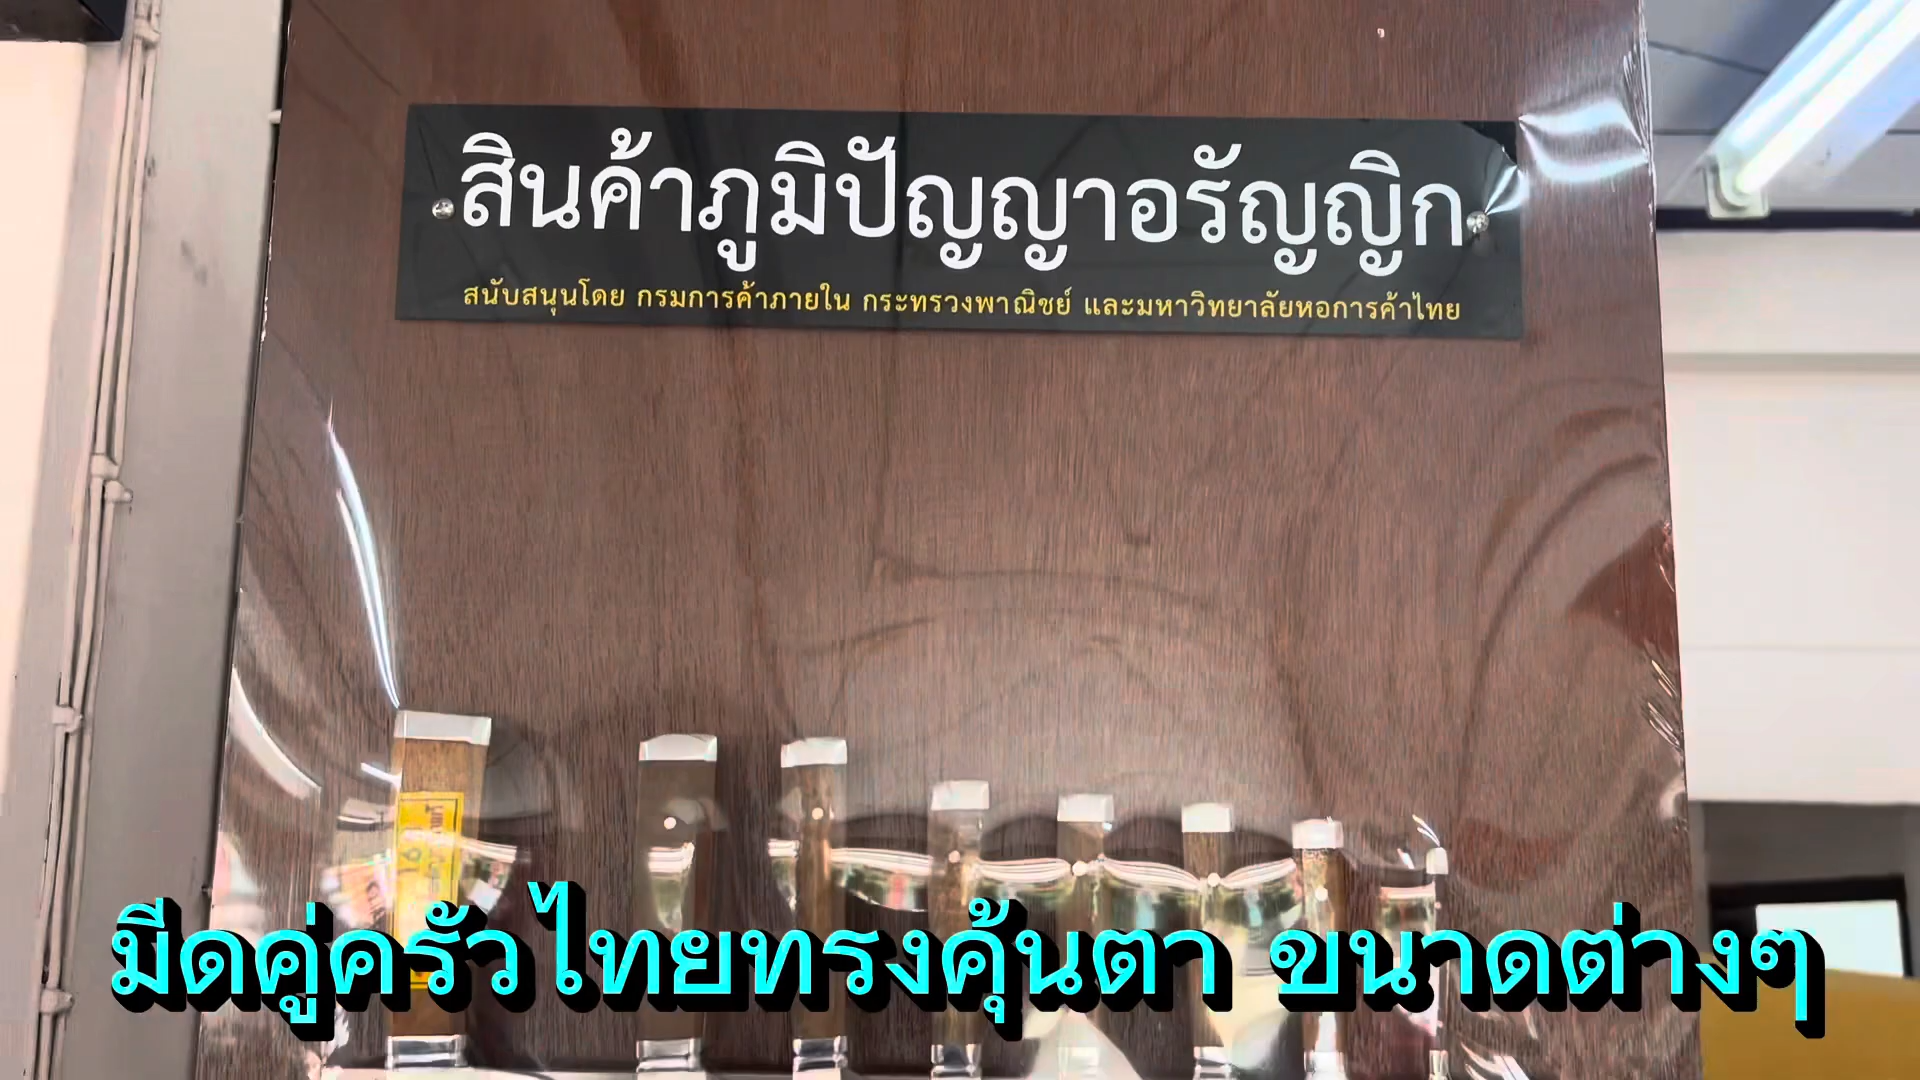 สินค้าภูมิปัญญาอรัญญิก
สนับสนุนโดย กรมการค้าภายใน กระทรวงพาณิชย์ และมหาวิทยาลัยหอการค้าไทย
มีดคู่ครัวไทยทรงคุ้นตา ขนาดต่างๆ